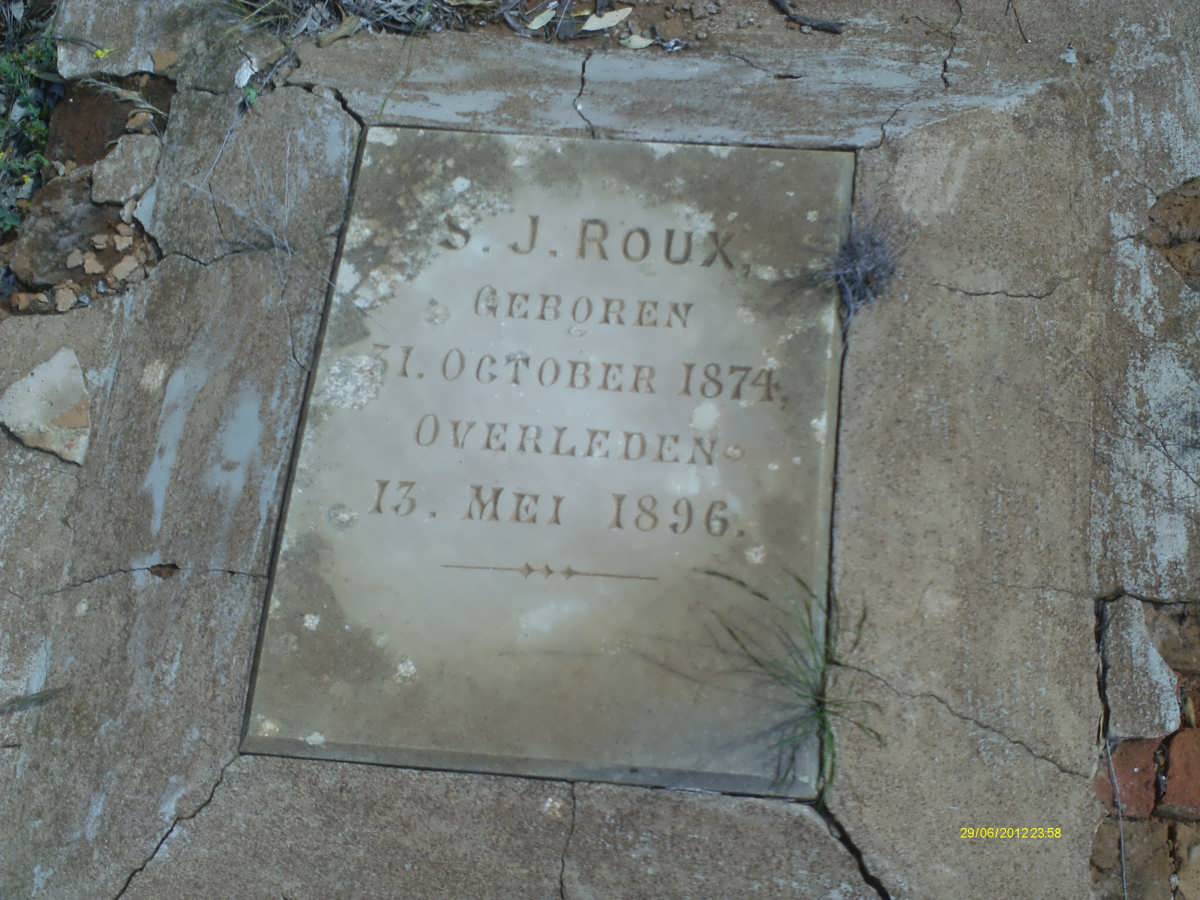 S. J. ROUX,
GEBOREN
31. OCTOBER 1874,
OVERLEDEN
13. MEI 1896.
29/06/2012 23:58